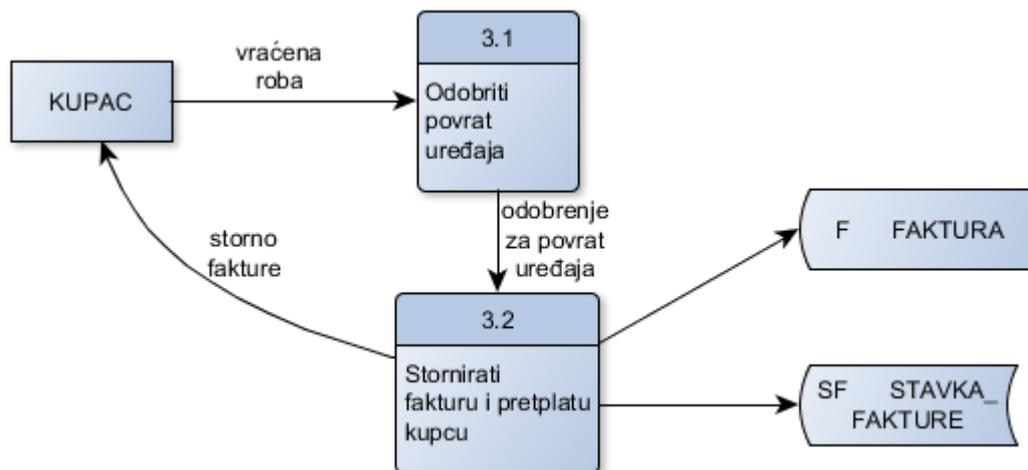 KUPAC
vraćena
roba
3.1
Odobriti
povrat
uređaja
storno
fakture
odobrenje
za povrat
uređaja
3.2
Stornirati
fakturu i pretplatu
kupcu
F FAKTURA
SF STAVKA_
FAKTURE